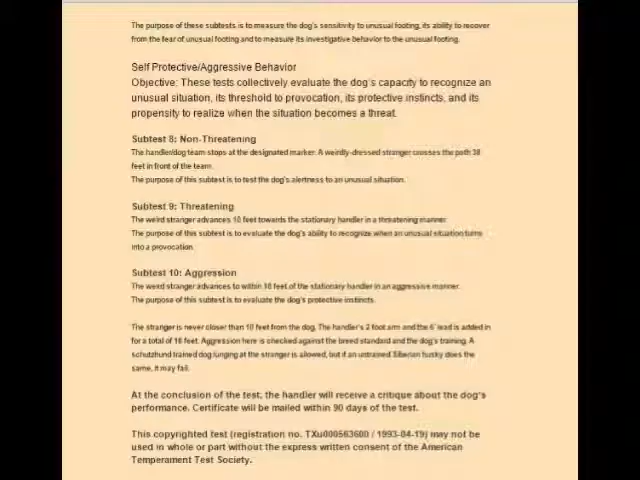 The purpose of these subtests is to measure the dog's sensitivity to unusual footing, its ability to recover
from the fear of unusual footing and to measure its investigative behavior to the unusual footing.
Self Protective/Aggressive Behavior
Objective: These tests collectively evaluate the dog's capacity to recognize an
unusual situation, its threshold to provocation, its protective instincts, and its
propensity to realize when the situation becomes a threat.
Subtest 8: Non-Threatening
The handler/dog team stops at the designated marker. A weirdly-dressed stranger crosses the path 38
feet in front of the team.
The purpose of this subtest is to test the dog's alertness to an unusual situation.
Subtest 9: Threatening
The weird stranger advances 10 feet towards the stationary handler in a threatening manner.
The purpose of this subtest is to evaluate the dog's ability to recognize when an unusual situation turns
into a provocation.
Subtest 10: Aggression
The weird stranger advances to within 18 feet of the stationary handler in an aggressive manner.
The purpose of this subtest is to evaluate the dog's protective instincts.
The stranger is never closer than 10 feet from the dog. The handler's 2 foot arm and the 6' lead is added in
for a total of 18 feet. Aggression here is checked against the breed standard and the dog's training. A
schutzhund trained dog lunging at the stranger is allowed, but if an untrained Siberian husky does the
same, it may fail.
At the conclusion of the test, the handler will receive a critique about the dog's
performance. Certificate will be mailed within 90 days of the test.
This copyrighted test (registration no. TXu000563600 / 1993-04-19) may not be
used in whole or part without the express written consent of the American
Temperament Test Society.